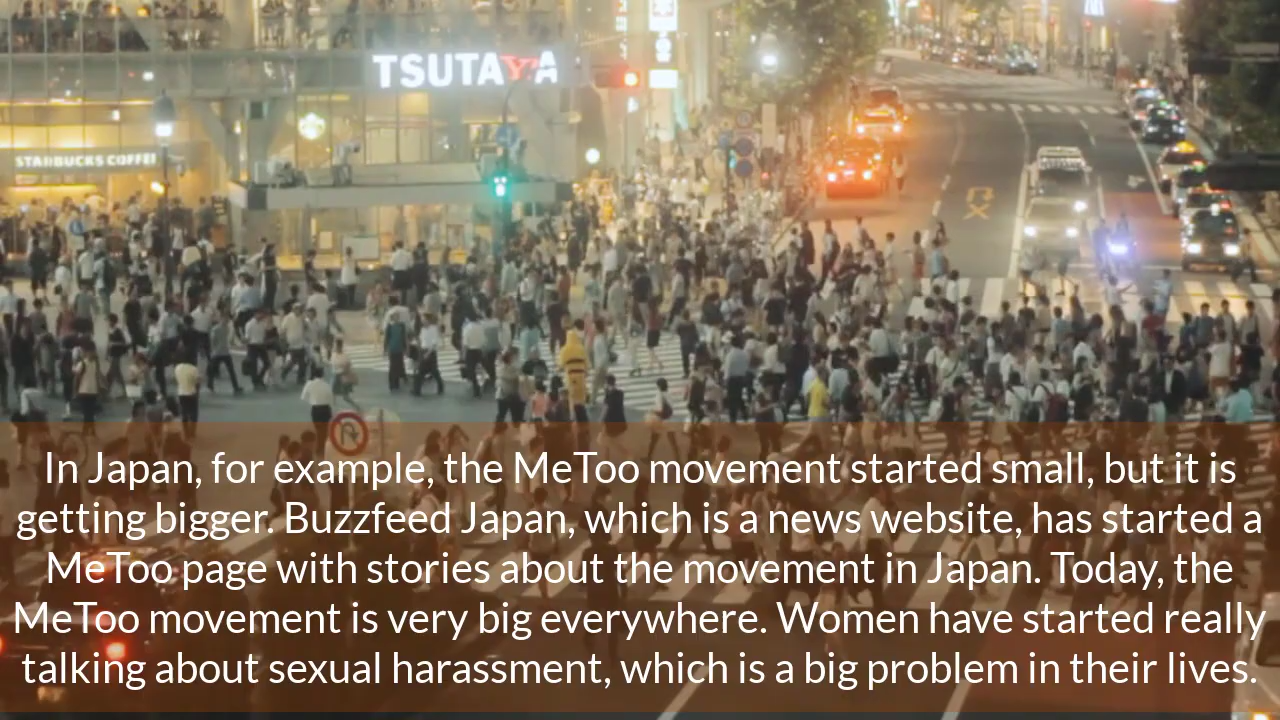 TSUTAYA
STARBUCKS COFFEE
In Japan, for example, the MeToo movement started small, but it is
getting bigger. Buzzfeed Japan, which is a news website, has started a
MeToo page with stories about the movement in Japan. Today, the
MeToo movement is very big everywhere. Women have started really
talking about sexual harassment, which is a big problem in their lives.